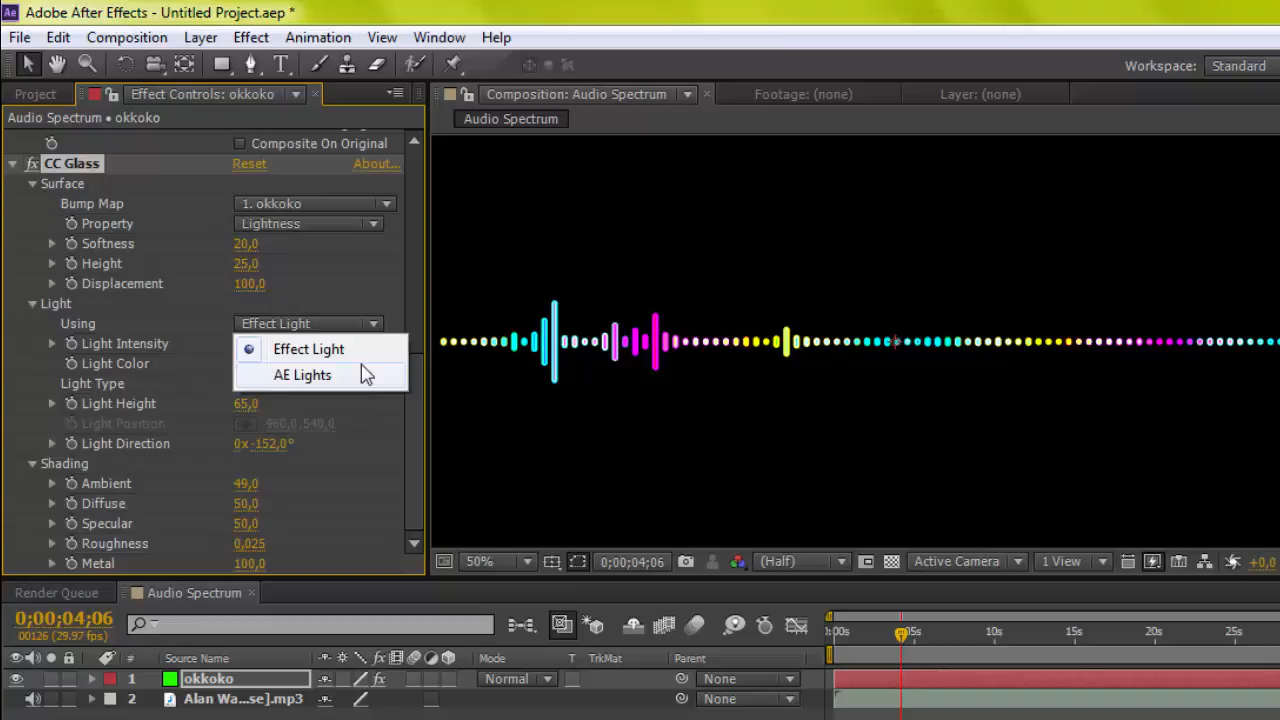 Ae Adobe After Effects - Untitled Project.aep *
File Edit Composition Layer Effect Animation View Window Help
Workspace: Standard
Project Effect Controls: okkoko Composition: Audio Spectrum Footage: (none) Layer: (none)
Audio Spectrum • okkoko Audio Spectrum
Composite On Original
fx CC Glass Reset About...
Surface
Bump Map 1. okkoko
Property Lightness
Softness 20,0
Height 25,0
Displacement 100,0
Light
Using Effect Light
Light Intensity Effect Light
Light Color AE Lights
Light Type
Light Height 65,0
Light Position 960,0,540,0
Light Direction 0x-152,0°
Shading
Ambient 49,0
Diffuse 50,0
Specular 50,0
Roughness 0,025
Metal 100,0
50% 0;00;04;06 (Half) Active Camera 1 View +0,0
Render Queue Audio Spectrum
0;00;04;06
00126 (29.97 fps)
:00s 05s 10s 15s 20s 25s
# Source Name fx Mode T TrkMat Parent
1 okkoko fx Normal None
2 Alan Wa...se].mp3 None